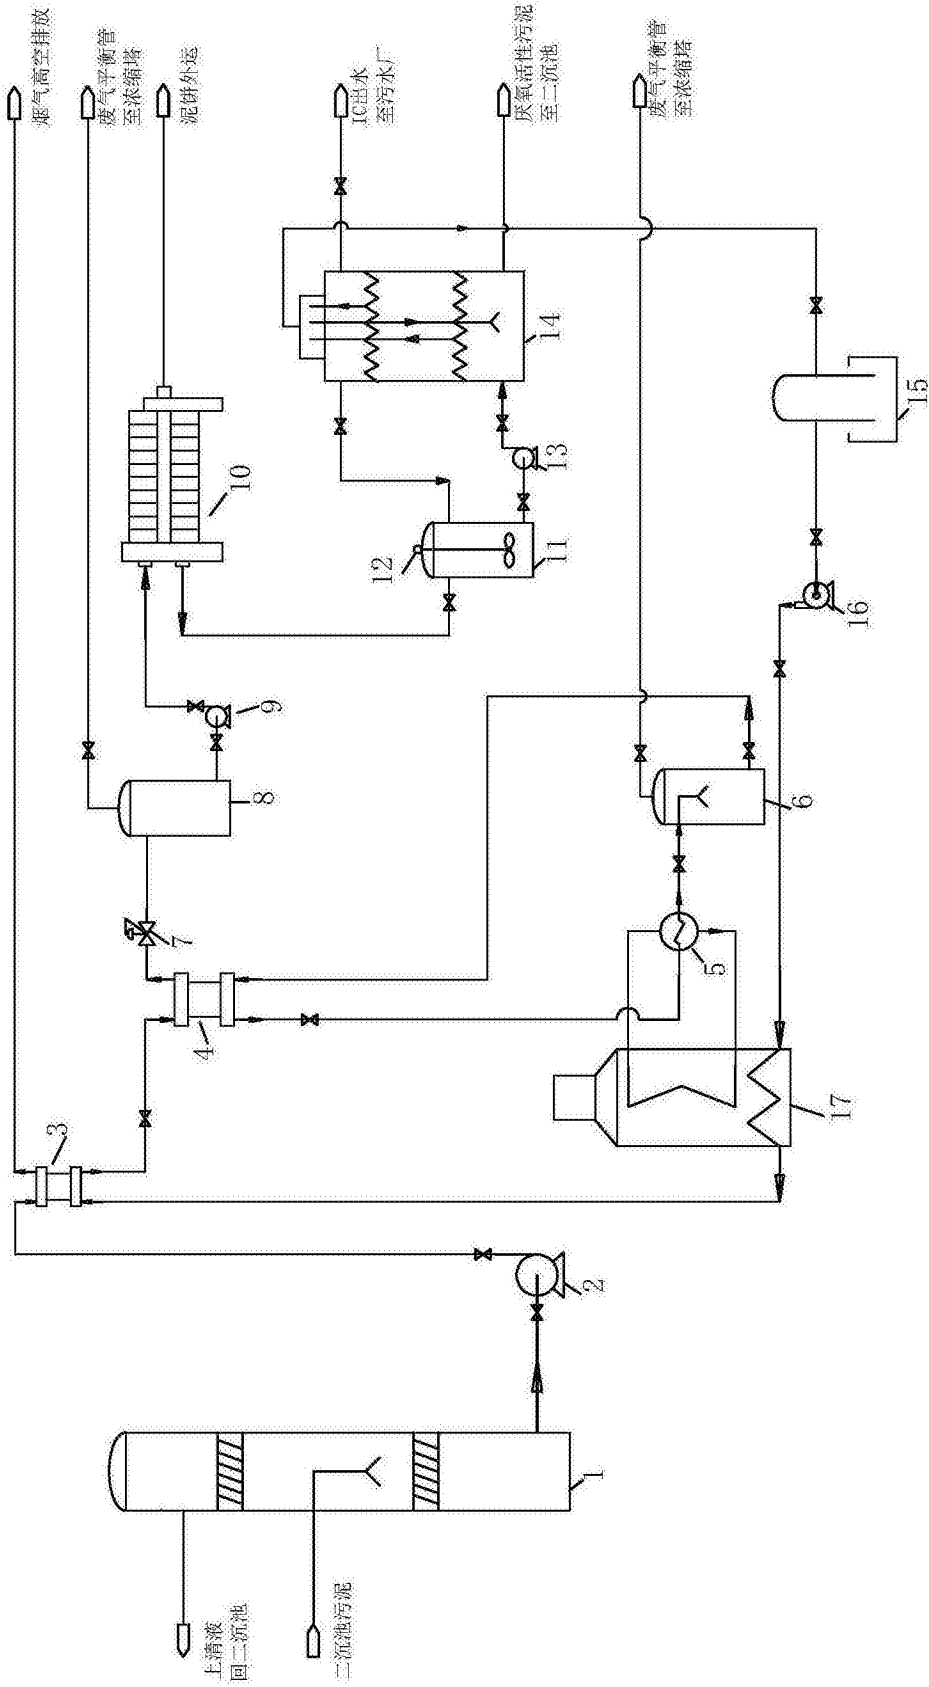 上清液
回二沉池
二沉池污泥
1
2
3
4
5
6
7
8
9
10
11
12
13
14
15
16
17
烟气高空排放
废气平衡管
至浓缩塔
泥饼外运
IC出水
至污水厂
厌氧活性污泥
至二沉池
废气平衡管
至浓缩塔